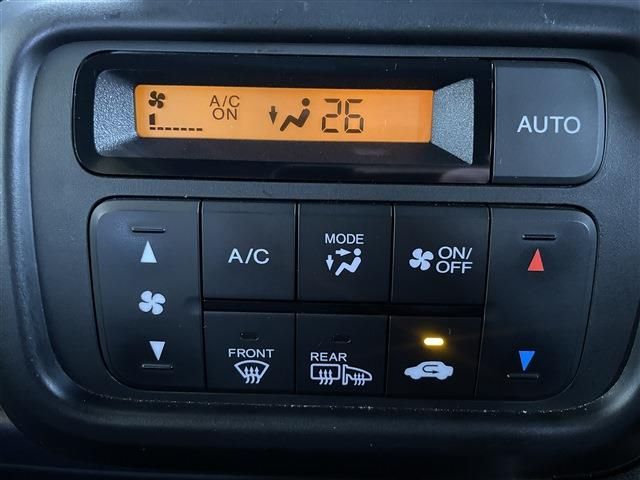 A/C
ON
26
AUTO
A/C
MODE
ON/
OFF
FRONT
REAR